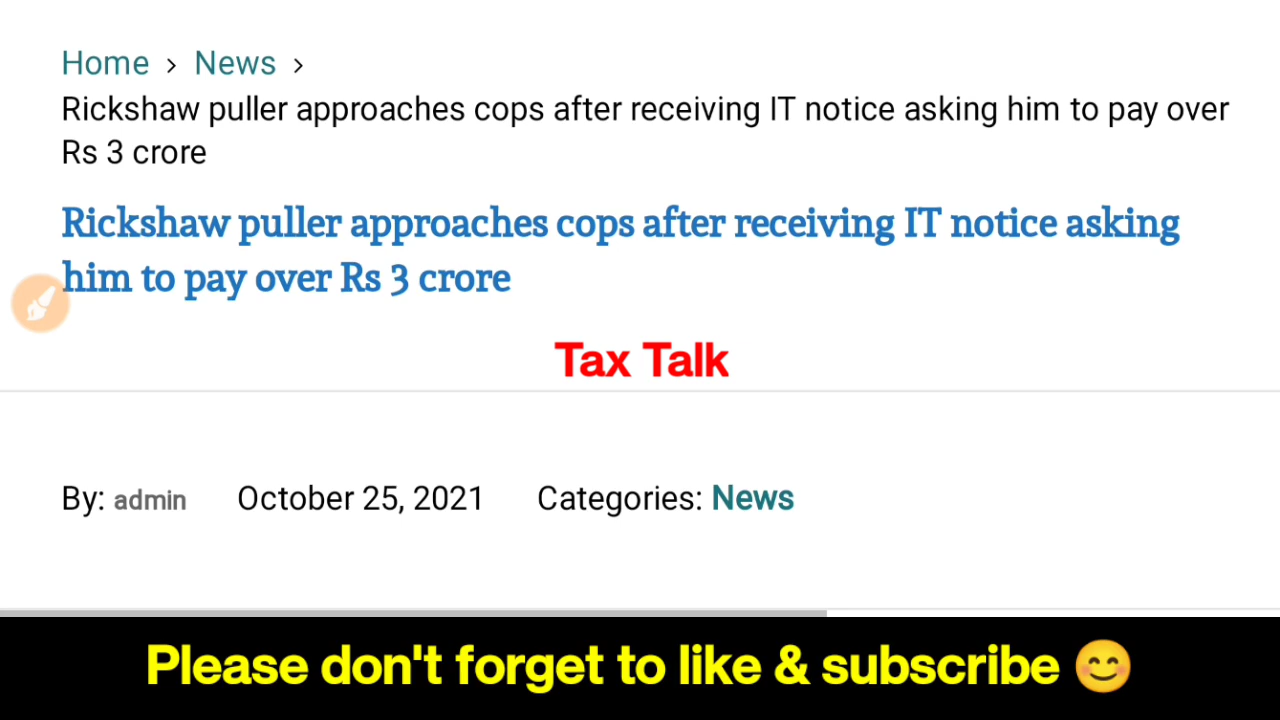 Home › News ›
Rickshaw puller approaches cops after receiving IT notice asking him to pay over
Rs 3 crore
Rickshaw puller approaches cops after receiving IT notice asking
him to pay over Rs 3 crore
Tax Talk
By: admin October 25, 2021 Categories: News
Please don't forget to like & subscribe 😊